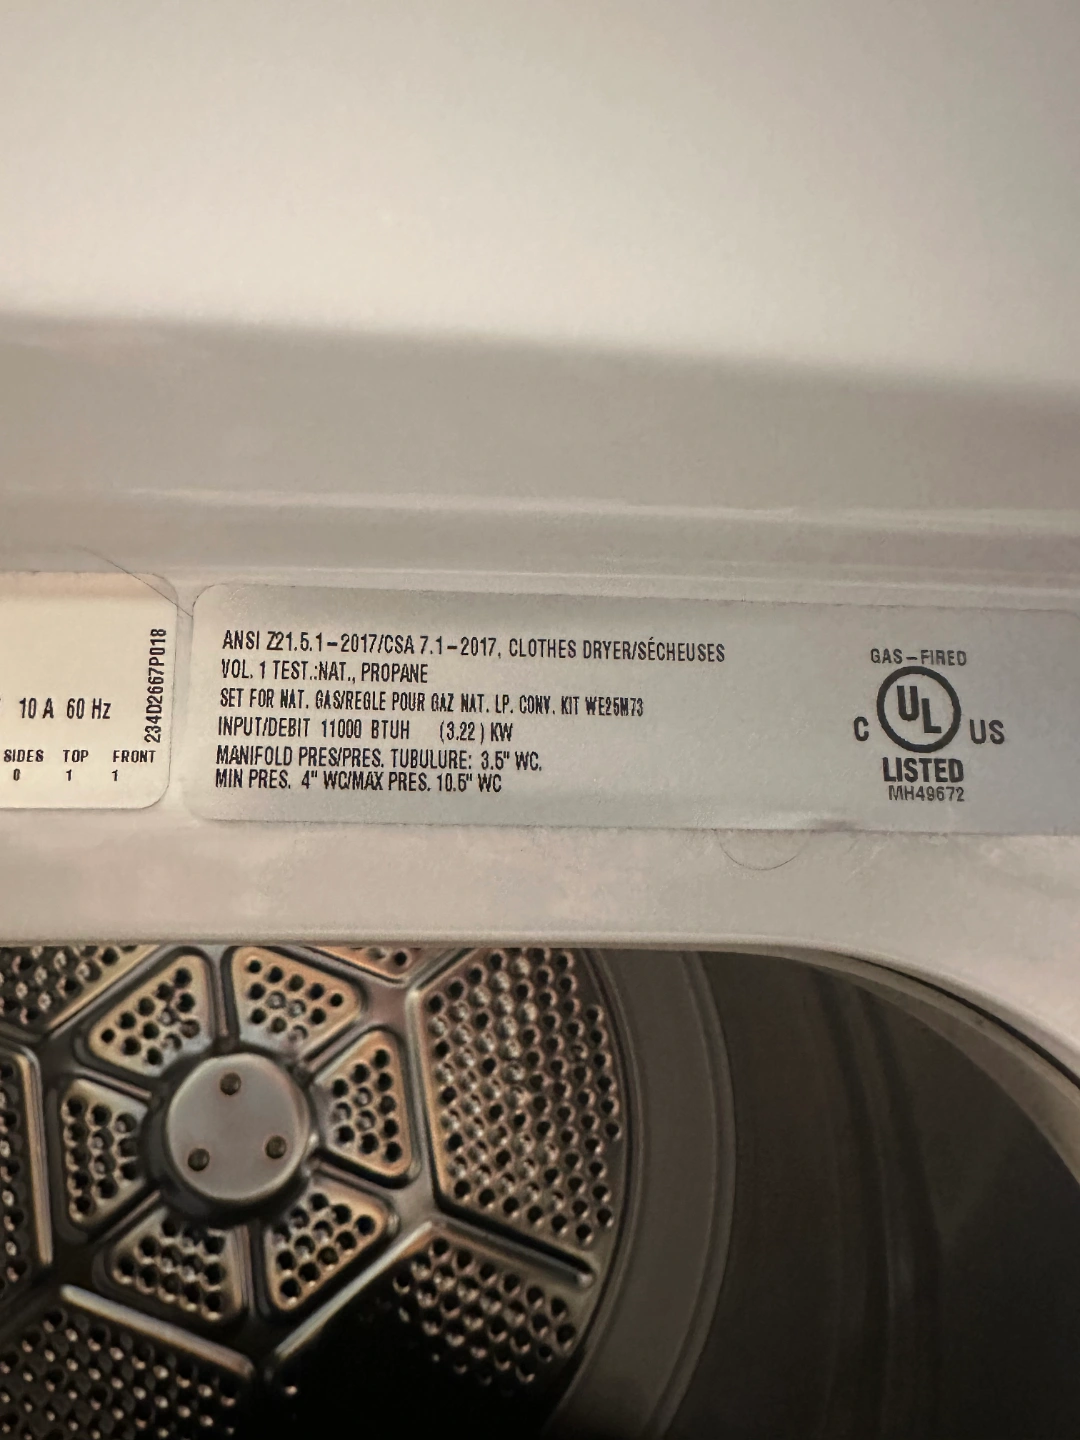 10 A 60 Hz
SIDES TOP FRONT
0 1 1
234D2667P018
ANSI Z21.5.1-2017/CSA 7.1-2017, CLOTHES DRYER/SÉCHEUSES
VOL. 1 TEST.:NAT., PROPANE
SET FOR NAT. GAS/REGLE POUR GAZ NAT. LP. CONV. KIT WE25M73
INPUT/DEBIT 11000 BTUH (3.22) KW
MANIFOLD PRES/PRES. TUBULURE: 3.5" WC.
MIN PRES. 4" WC/MAX PRES. 10.5" WC
GAS-FIRED
C UL US
LISTED
MH49672